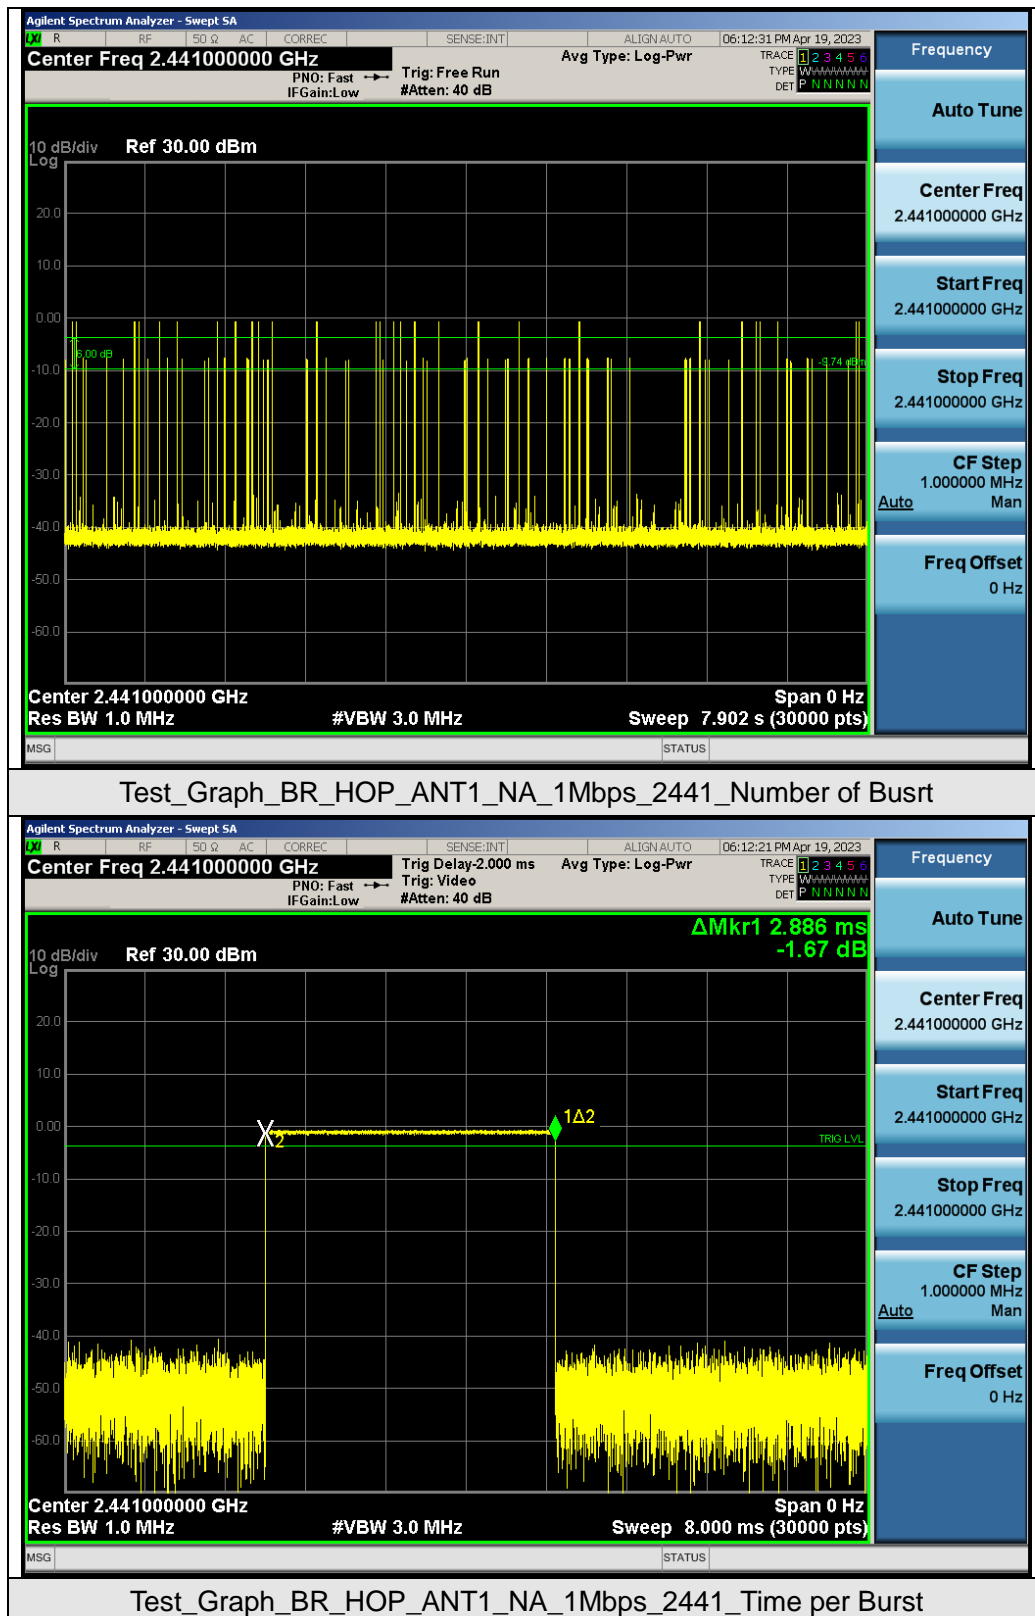 Agilent Spectrum Analyzer - Swept SA
LXI R RF 50 Ω AC CORREC SENSE:INT ALIGN AUTO 06:12:31 PM Apr 19, 2023
Center Freq 2.441000000 GHz
PNO: Fast
IFGain:Low
Trig: Free Run
#Atten: 40 dB
Avg Type: Log-Pwr
TRACE 1 2 3 4 5 6
TYPE W
DET P N N N N N
10 dB/div Ref 30.00 dBm
Log
20.0
10.0
0.00
6.00 dB
-9.74 dBm
-10.0
-20.0
-30.0
-40.0
-50.0
-60.0
Center 2.441000000 GHz Span 0 Hz
Res BW 1.0 MHz #VBW 3.0 MHz Sweep 7.902 s (30000 pts)
MSG STATUS
Frequency
Auto Tune
Center Freq
2.441000000 GHz
Start Freq
2.441000000 GHz
Stop Freq
2.441000000 GHz
CF Step
1.000000 MHz
Auto Man
Freq Offset
0 Hz
Test_Graph_BR_HOP_ANT1_NA_1Mbps_2441_Number of Busrt
Agilent Spectrum Analyzer - Swept SA
LXI R RF 50 Ω AC CORREC SENSE:INT ALIGN AUTO 06:12:21 PM Apr 19, 2023
Center Freq 2.441000000 GHz
PNO: Fast
IFGain:Low
Trig Delay-2.000 ms
Trig: Video
#Atten: 40 dB
Avg Type: Log-Pwr
TRACE 1 2 3 4 5 6
TYPE W
DET P N N N N N
ΔMkr1 2.886 ms
-1.67 dB
10 dB/div Ref 30.00 dBm
Log
20.0
10.0
0.00
1Δ2
2
TRIG LVL
-10.0
-20.0
-30.0
-40.0
-50.0
-60.0
Center 2.441000000 GHz Span 0 Hz
Res BW 1.0 MHz #VBW 3.0 MHz Sweep 8.000 ms (30000 pts)
MSG STATUS
Frequency
Auto Tune
Center Freq
2.441000000 GHz
Start Freq
2.441000000 GHz
Stop Freq
2.441000000 GHz
CF Step
1.000000 MHz
Auto Man
Freq Offset
0 Hz
Test_Graph_BR_HOP_ANT1_NA_1Mbps_2441_Time per Burst